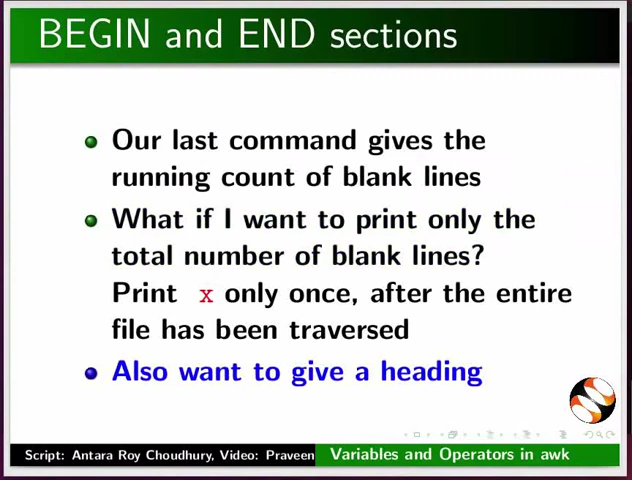 BEGIN and END sections
Our last command gives the
running count of blank lines
What if I want to print only the
total number of blank lines?
Print x only once, after the entire
file has been traversed
Also want to give a heading
Script: Antara Roy Choudhury, Video: Praveen Variables and Operators in awk